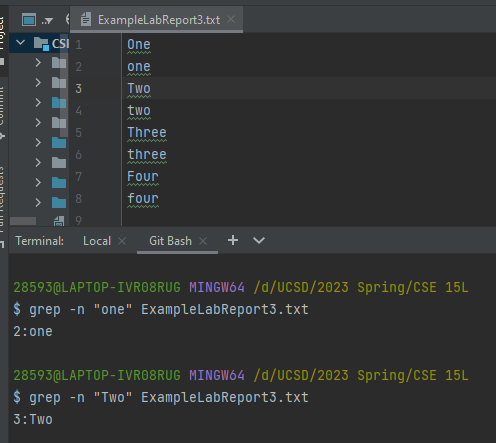 Project
ExampleLabReport3.txt
CSI
1 One
2 one
3 Two
4 two
5 Three
6 three
7 Four
8 four
9
Commit
Pull Requests
Terminal: Local Git Bash
28593@LAPTOP-IVR08RUG MINGW64 /d/UCSD/2023 Spring/CSE 15L
$ grep -n "one" ExampleLabReport3.txt
2:one
28593@LAPTOP-IVR08RUG MINGW64 /d/UCSD/2023 Spring/CSE 15L
$ grep -n "Two" ExampleLabReport3.txt
3:Two